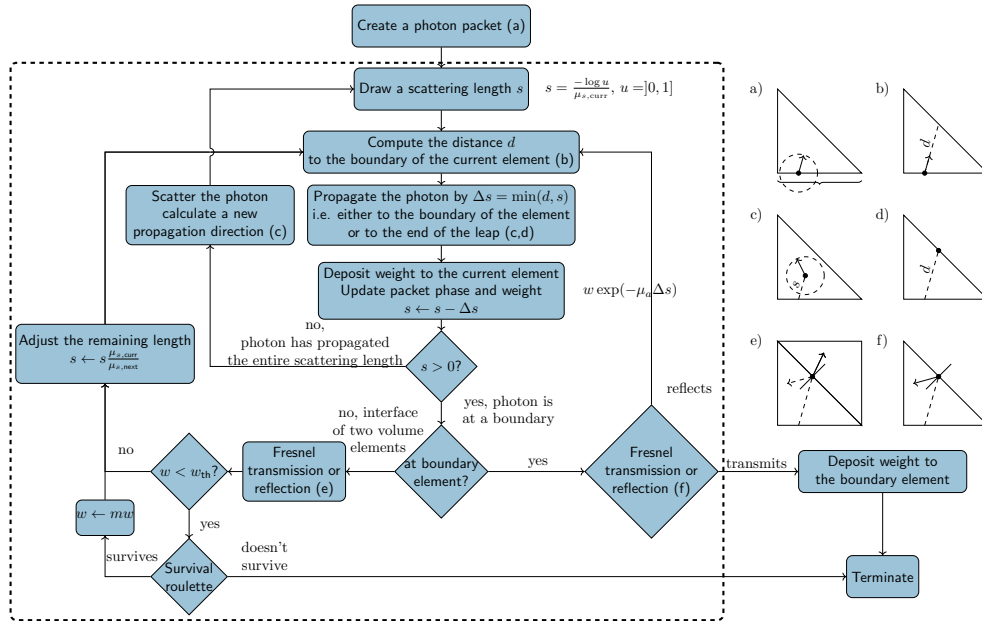 Create a photon packet (a)
Draw a scattering length s
s = −log u / μs,curr, u =]0, 1]
Compute the distance d
to the boundary of the current element (b)
Scatter the photon
calculate a new
propagation direction (c)
Propagate the photon by Δs = min(d, s)
i.e. either to the boundary of the element
or to the end of the leap (c,d)
Deposit weight to the current element
Update packet phase and weight
s ← s − Δs
w exp(−μaΔs)
Adjust the remaining length
s ← s μs,curr / μs,next
no,
photon has propagated
the entire scattering length
s > 0?
yes, photon is
at a boundary
reflects
no, interface
of two volume
elements
no
w < wth?
Fresnel
transmission or
reflection (e)
at boundary
element?
yes
Fresnel
transmission or
reflection (f)
transmits
Deposit weight to
the boundary element
w ← mw
yes
survives
Survival
roulette
doesn't
survive
Terminate
a)
b)
d
c)
s
d)
d
e)
f)